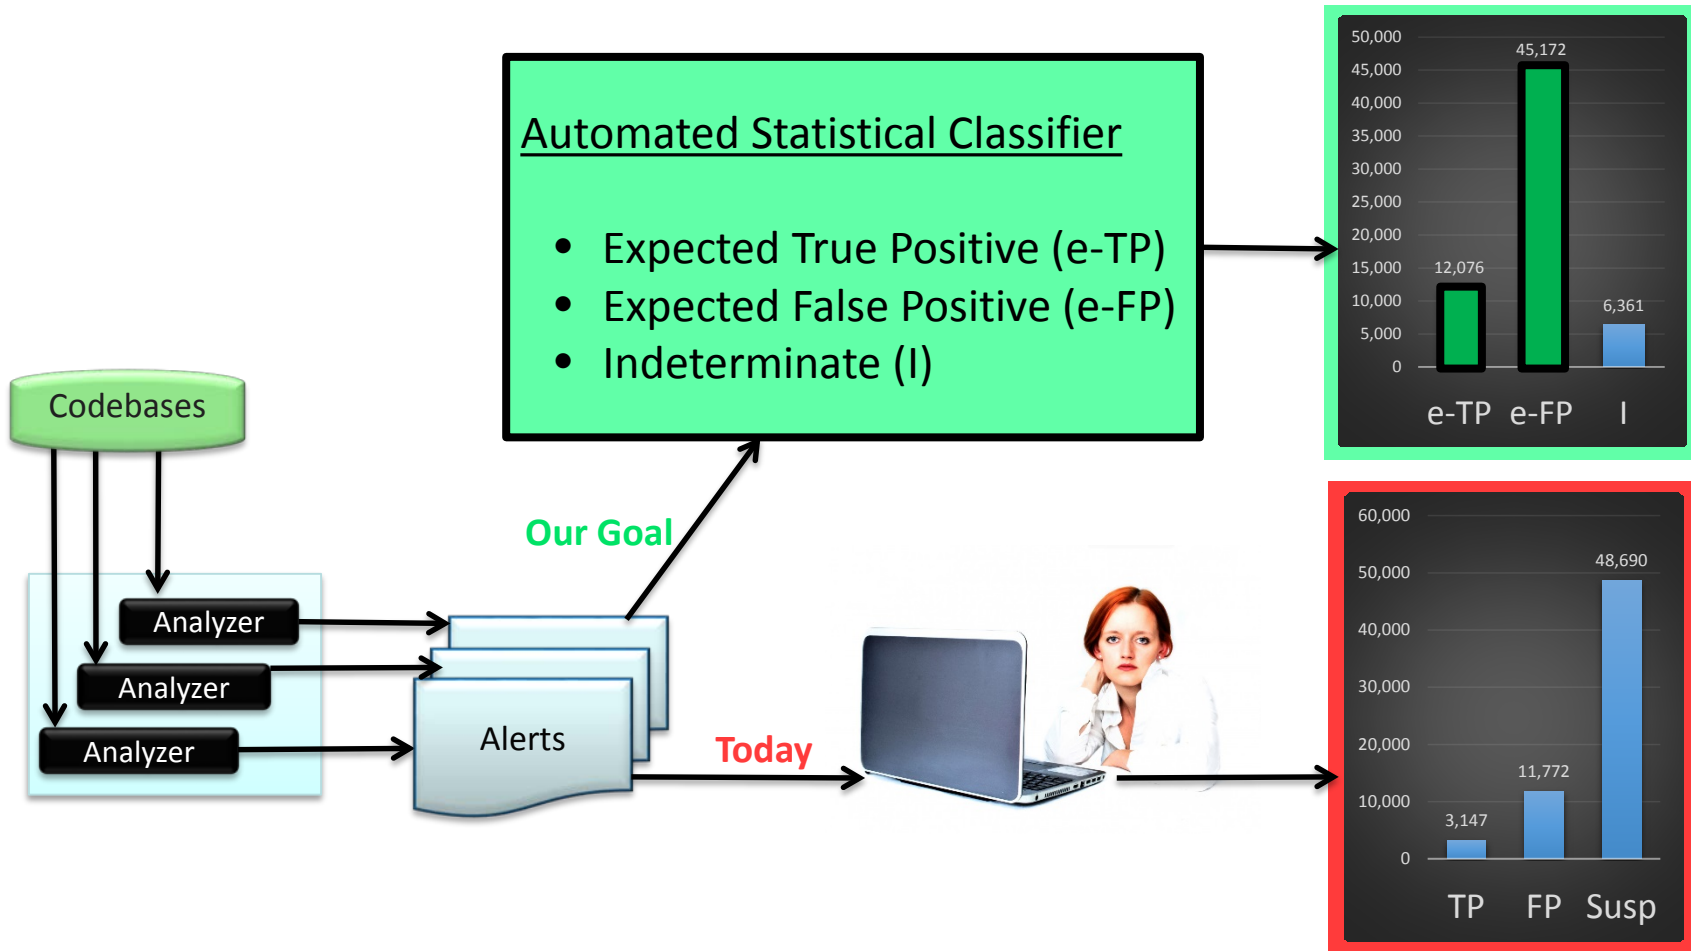 Automated Statistical Classifier
• Expected True Positive (e-TP)
• Expected False Positive (e-FP)
• Indeterminate (I)
50,000
45,000
40,000
35,000
30,000
25,000
20,000
15,000
10,000
5,000
0
12,076
45,172
6,361
e-TP e-FP I
Codebases
Our Goal
Analyzer
Analyzer
Analyzer
Alerts
Today
60,000
50,000
40,000
30,000
20,000
10,000
0
3,147
11,772
48,690
TP FP Susp